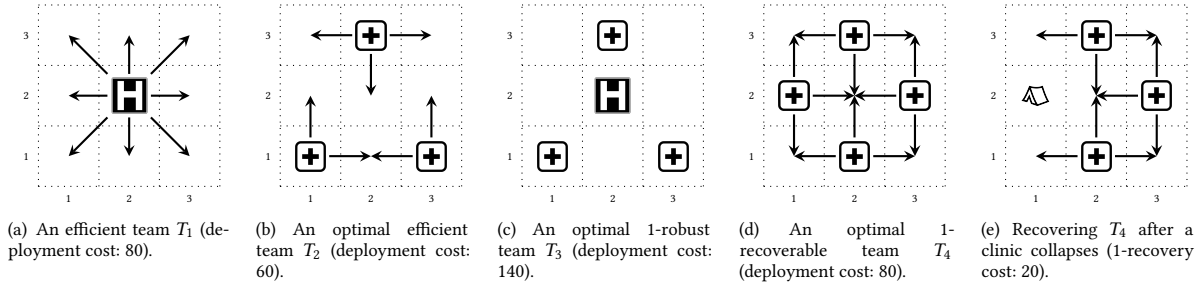 3
2
1
1 2 3
(a) An efficient team T₁ (de-
ployment cost: 80).
3
2
1
1 2 3
(b) An optimal efficient
team T₂ (deployment cost:
60).
3
2
1
1 2 3
(c) An optimal 1-robust
team T₃ (deployment cost:
140).
3
2
1
1 2 3
(d) An optimal 1-
recoverable team T₄
(deployment cost: 80).
3
2
1
1 2 3
(e) Recovering T₄ after a
clinic collapses (1-recovery
cost: 20).